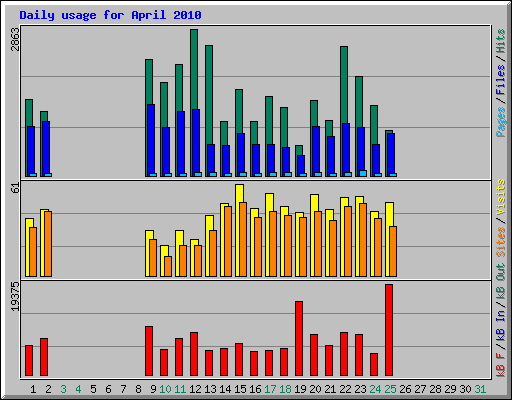 Daily usage for April 2010
2863
Pages / Files / Hits
61
Sites / Visits
19375
kB F / kB In / kB Out
1 2 3 4 5 6 7 8 9 10 11 12 13 14 15 16 17 18 19 20 21 22 23 24 25 26 27 28 29 30 31